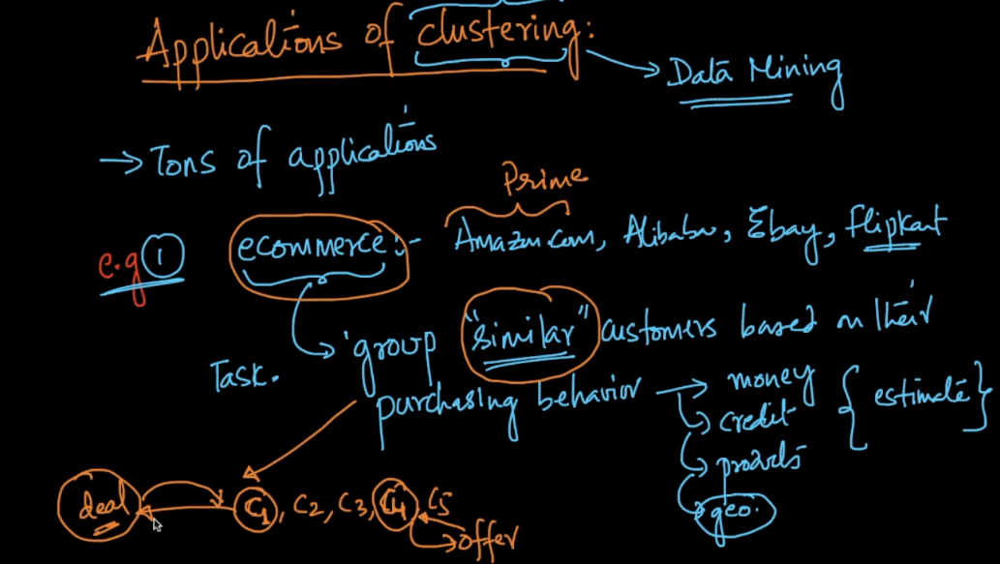 Applications of clustering:
Data Mining
→ Tons of applications
Prime
e.g ① ecommerce:- Amazon.com, Alibaba, Ebay, flipkart
group "similar" customers based on their
Task.
purchasing behavior → money
credit
{ estimate }
geo.
deal C1, C2, C3, C4, C5
offer